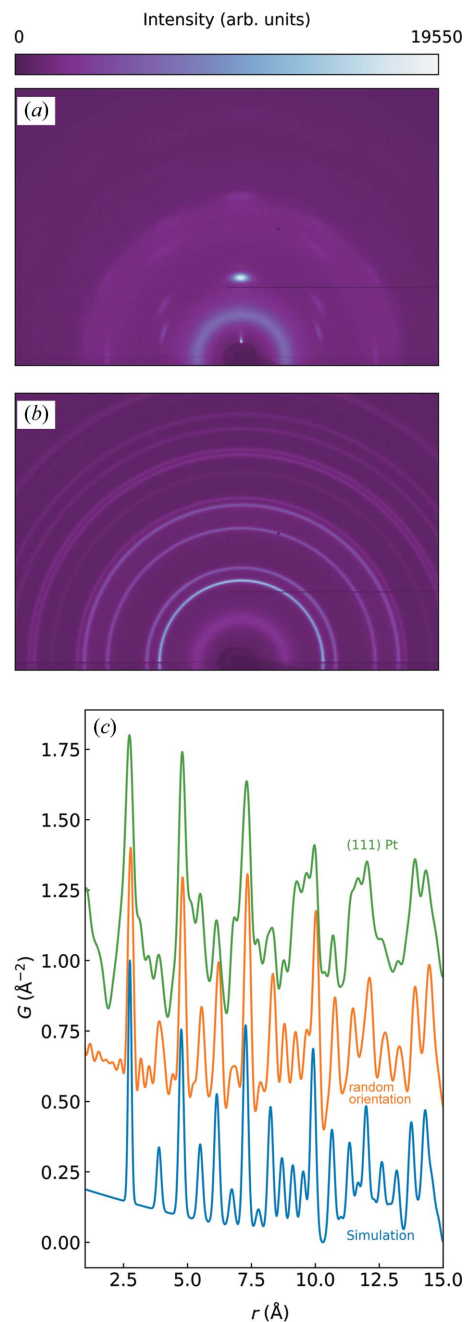 Intensity (arb. units)
0 19550
(a)
(b)
(c)
1.75
1.50
1.25
1.00
0.75
0.50
0.25
0.00
G (Å⁻²)
(111) Pt
random
orientation
Simulation
2.5 5.0 7.5 10.0 12.5 15.0
r (Å)